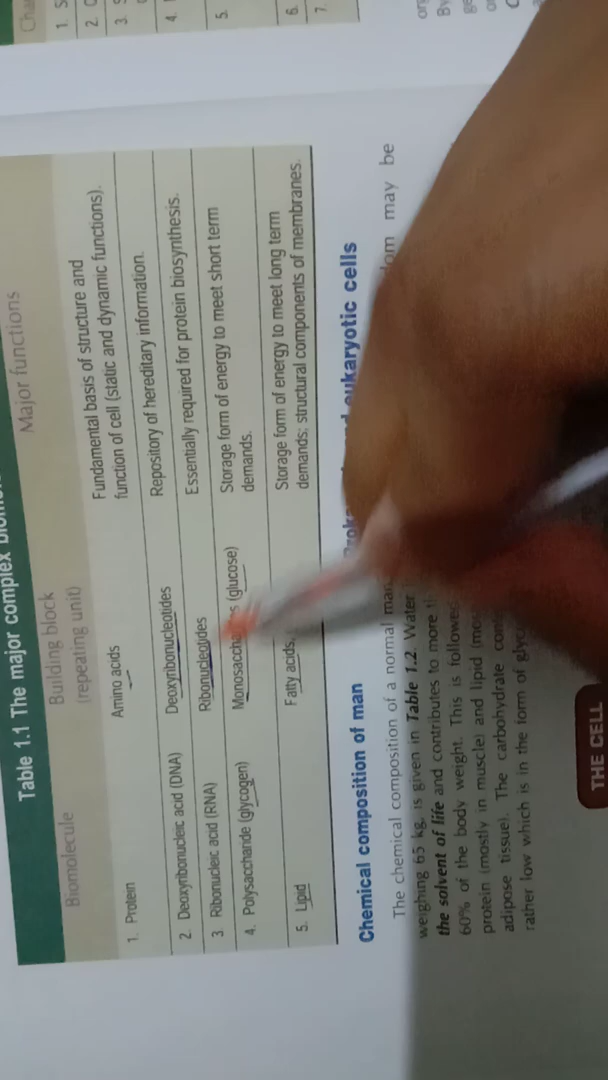 Table 1.1 The major complex
Biomolecule
Building block
(repeating unit)
Major functions
1. Protein
Amino acids
Fundamental basis of structure and
function of cell (static and dynamic functions).
2. Deoxyribonucleic acid (DNA)
Deoxyribonucleotides
Repository of hereditary information.
3 Ribonucleic acid (RNA)
Ribonucleotides
Essentially required for protein biosynthesis.
4. Polysaccharide (glycogen)
(glucose)
Storage form of energy to meet short term
demands.
5. Lipid
Fatty acids,
Storage form of energy to meet long term
demands; structural components of membranes.
Chemical composition of man
The chemical composition of a normal
weighing 65 kg, is given in Table 1.2. Water
the solvent of life and contributes to more
60% of the body weight. This is
protein (mostly in muscle) and lipid
adipose tissue). The carbohydrate
rather low which is in the form of
eukaryotic cells
may be
THE CELL
1.
2.
3.
4.
5.
6.
7.